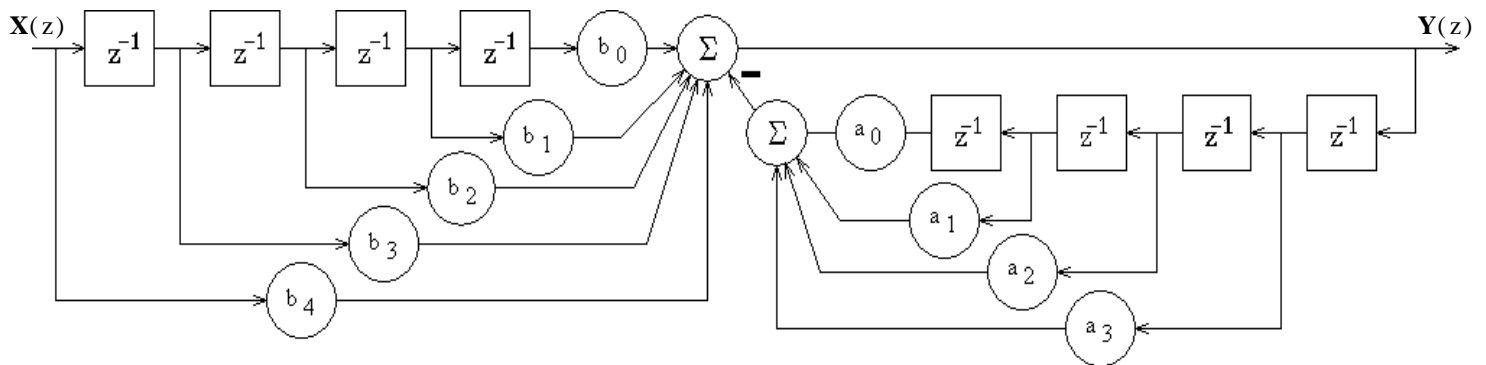 X(z) Y(z)
z⁻¹ z⁻¹ z⁻¹ z⁻¹ b₀ Σ
−
Σ a₀ z⁻¹ z⁻¹ z⁻¹ z⁻¹
b₁
b₂
a₁
b₃
a₂
b₄
a₃